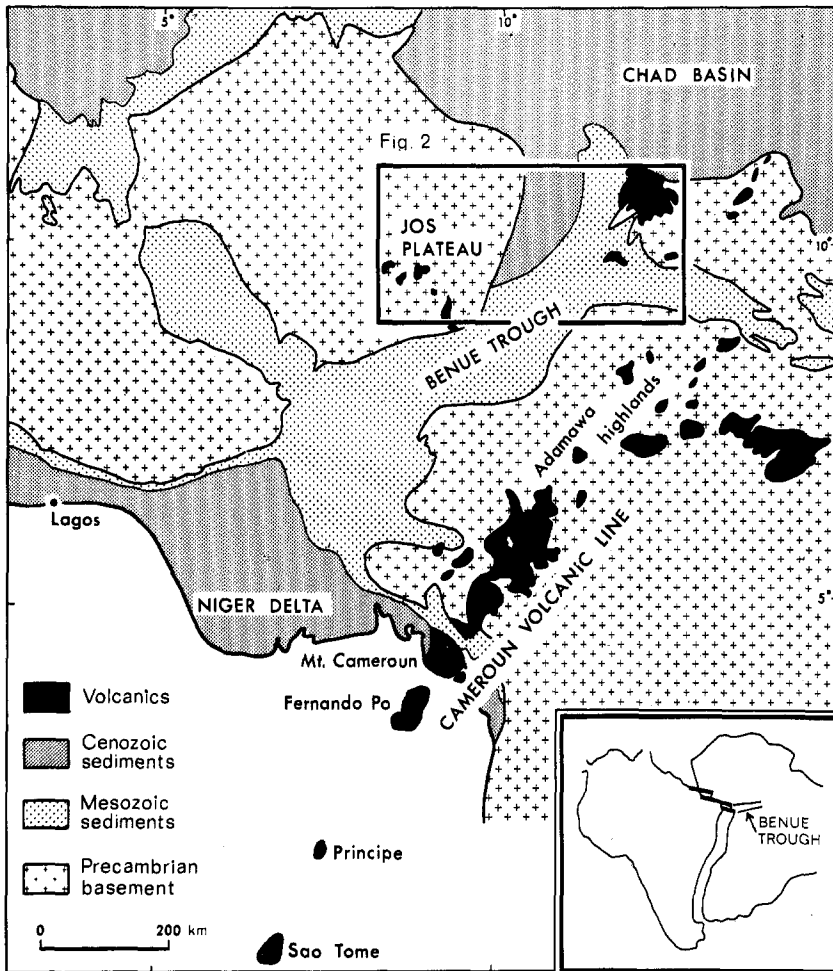 5°
10°
CHAD BASIN
Fig. 2
JOS
PLATEAU
10°
BENUE TROUGH
Adamawa
highlands
Lagos
CAMEROUN VOLCANIC LINE
NIGER DELTA
5°
Mt. Cameroun
Fernando Po
Volcanics
Cenozoic
sediments
Mesozoic
sediments
Precambrian
basement
BENUE
TROUGH
Principe
0 200 km
Sao Tome